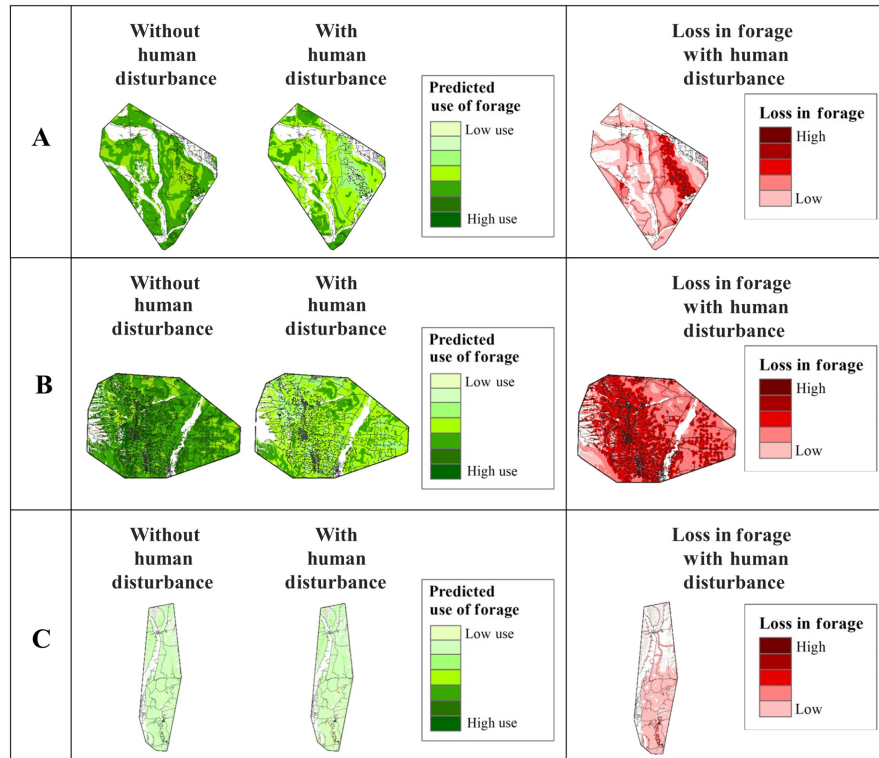 A
Without
human
disturbance
With
human
disturbance
Predicted
use of forage
Low use
High use
Loss in forage
with human
disturbance
Loss in forage
High
Low
B
Without
human
disturbance
With
human
disturbance
Predicted
use of forage
Low use
High use
Loss in forage
with human
disturbance
Loss in forage
High
Low
C
Without
human
disturbance
With
human
disturbance
Predicted
use of forage
Low use
High use
Loss in forage
with human
disturbance
Loss in forage
High
Low